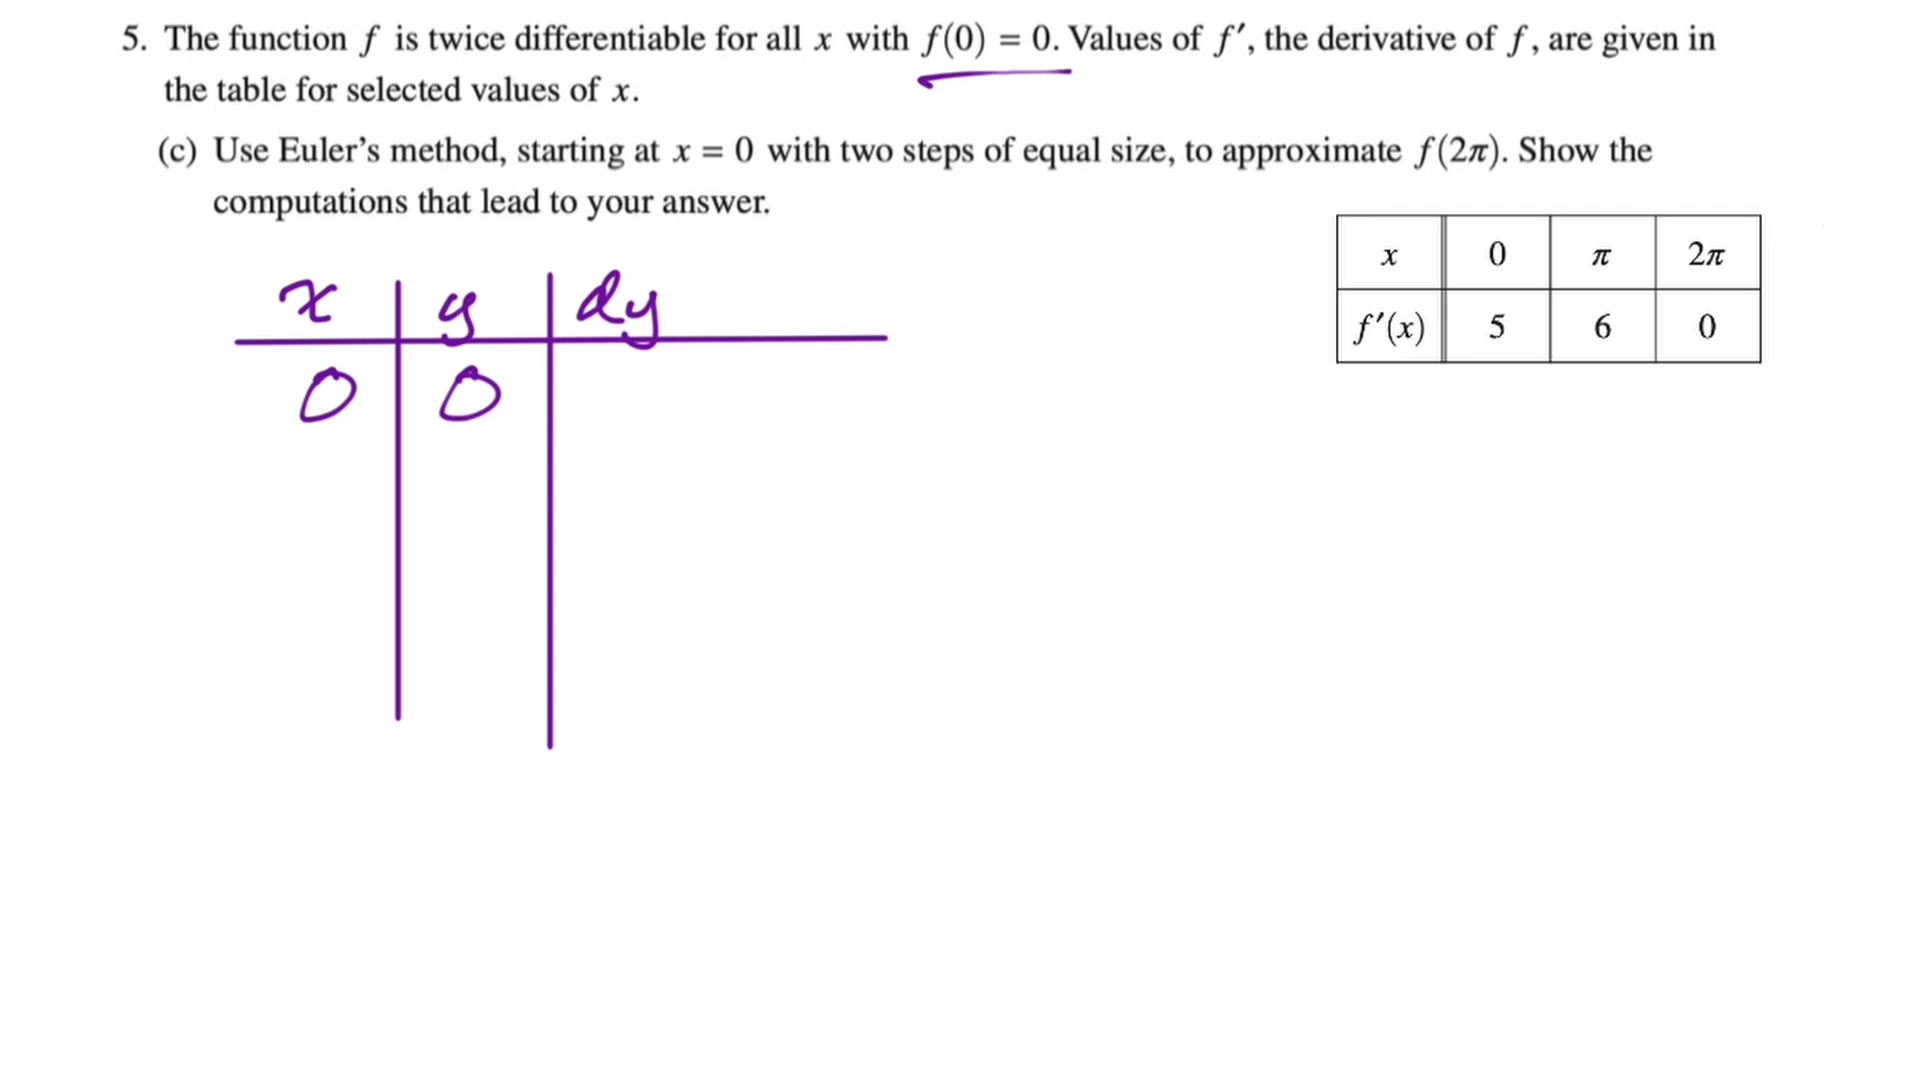 5. The function f is twice differentiable for all x with f(0) = 0. Values of f′, the derivative of f, are given in
the table for selected values of x.
(c) Use Euler's method, starting at x = 0 with two steps of equal size, to approximate f(2π). Show the
computations that lead to your answer.
x 0 π 2π
f′(x) 5 6 0
x y dy
0 0